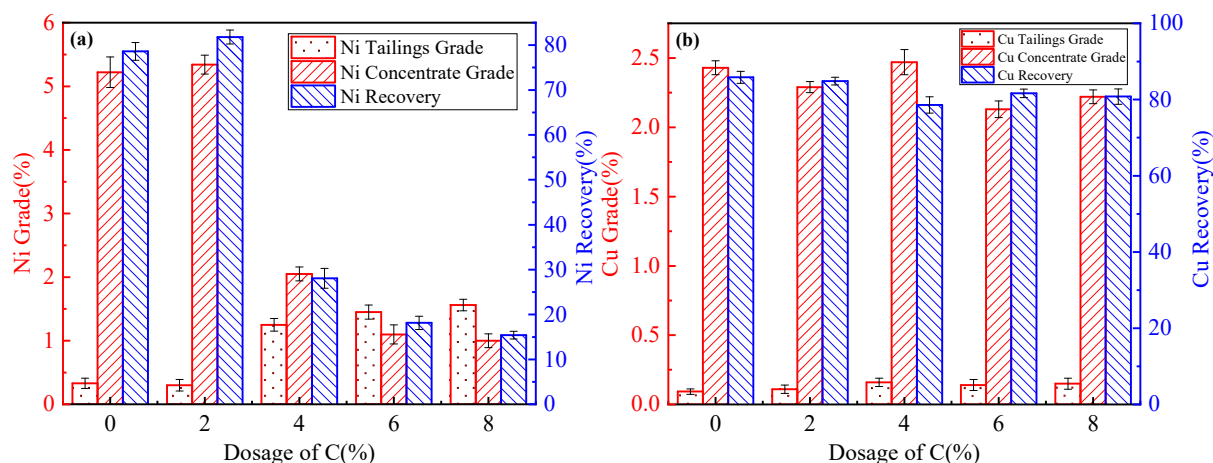 (a)
Ni Tailings Grade
Ni Concentrate Grade
Ni Recovery
Ni Grade(%)
6
5
4
3
2
1
0
Ni Recovery(%)
80
70
60
50
40
30
20
10
0
0 2 4 6 8
Dosage of C(%)
(b)
Cu Tailings Grade
Cu Concentrate Grade
Cu Recovery
Cu Grade(%)
2.5
2.0
1.5
1.0
0.5
0.0
Cu Recovery(%)
100
80
60
40
20
0
0 2 4 6 8
Dosage of C(%)